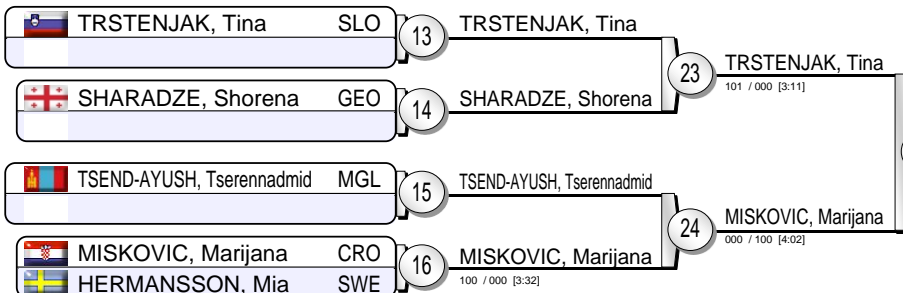 TRSTENJAK, Tina SLO
13
TRSTENJAK, Tina
SHARADZE, Shorena GEO
14
SHARADZE, Shorena
23
TRSTENJAK, Tina
101 / 000 [3:11]
TSEND-AYUSH, Tserennadmid MGL
15
TSEND-AYUSH, Tserennadmid
MISKOVIC, Marijana CRO
HERMANSSON, Mia SWE
16
MISKOVIC, Marijana
100 / 000 [3:32]
24
MISKOVIC, Marijana
000 / 100 [4:02]